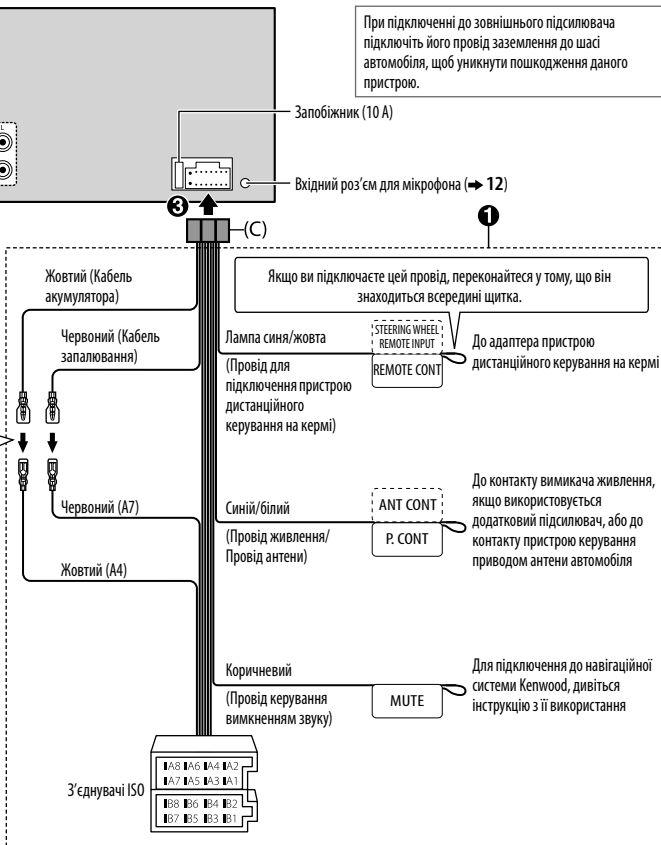 При підключенні до зовнішнього підсилювача
підключіть його провід заземлення до шасі
автомобіля, щоб уникнути пошкодження даного
пристрою.
L
Запобіжник (10 A)
Вхідний роз’єм для мікрофона (➜ 12)
3
(C)
1
Жовтий (Кабель
акумулятора)
Якщо ви підключаєте цей провід, переконайтеся у тому, що він
знаходиться всередині щитка.
Червоний (Кабель
запалювання)
Лампа синя/жовта
(Провід для
підключення пристрою
дистанційного
керування на кермі)
STEERING WHEEL
REMOTE INPUT
REMOTE CONT
До адаптера пристрою
дистанційного керування на кермі
Червоний (A7)
Синій/білий
(Провід живлення/
Провід антени)
ANT CONT
P. CONT
До контакту вимикача живлення,
якщо використовується
додатковий підсилювач, або до
контакту пристрою керування
приводом антени автомобіля
Жовтий (A4)
Коричневий
(Провід керування
вимкненням звуку)
MUTE
Для підключення до навігаційної
системи Kenwood, дивіться
інструкцію з її використання
З’єднувачі ISO
A8 A6 A4 A2
A7 A5 A3 A1
B8 B6 B4 B2
B7 B5 B3 B1